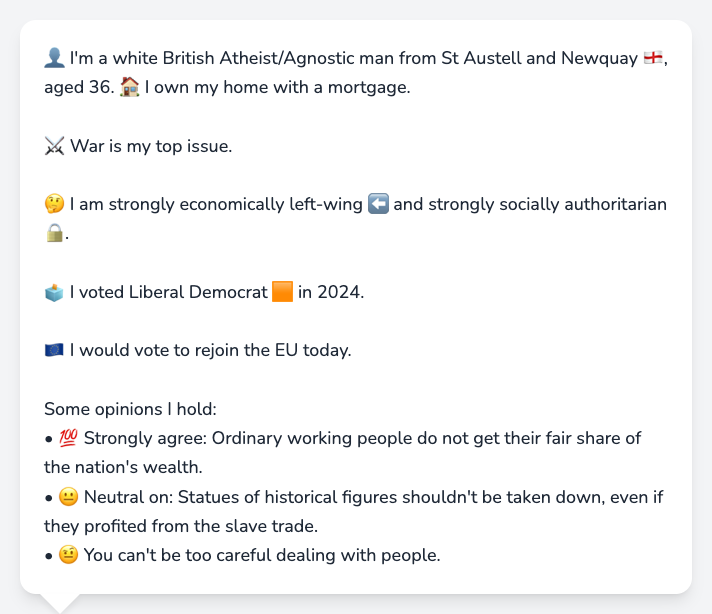 👤 I'm a white British Atheist/Agnostic man from St Austell and Newquay 🏴󠁧󠁢󠁥󠁮󠁧󠁿,
aged 36. 🏠 I own my home with a mortgage.
⚔️ War is my top issue.
🤔 I am strongly economically left-wing ⬅️ and strongly socially authoritarian
🔒.
🗳️ I voted Liberal Democrat 🟧 in 2024.
🇪🇺 I would vote to rejoin the EU today.
Some opinions I hold:
• 💯 Strongly agree: Ordinary working people do not get their fair share of
the nation's wealth.
• 😐 Neutral on: Statues of historical figures shouldn't be taken down, even if
they profited from the slave trade.
• 🤨 You can't be too careful dealing with people.